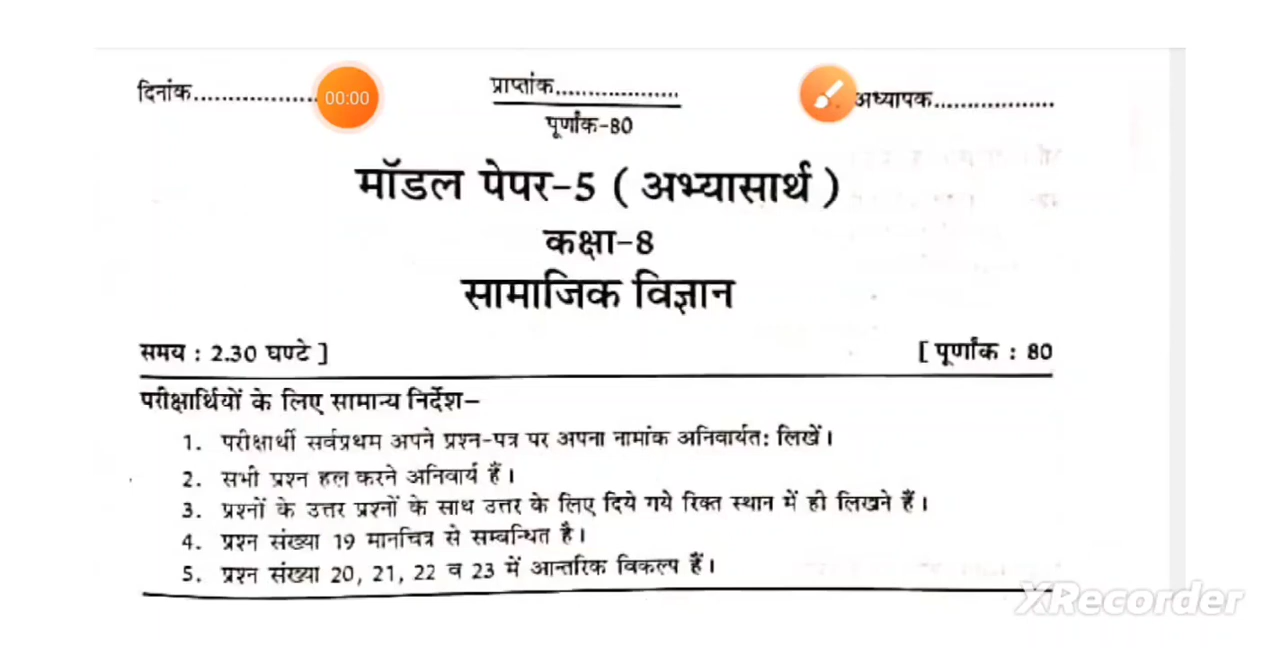 दिनांक.................. 00:00 प्राप्तांक................... अध्यापक..................
पूर्णांक-80
मॉडल पेपर-5 ( अभ्यासार्थ )
कक्षा-8
सामाजिक विज्ञान
समय : 2.30 घण्टे ] [ पूर्णांक : 80
परीक्षार्थियों के लिए सामान्य निर्देश–
1. परीक्षार्थी सर्वप्रथम अपने प्रश्न-पत्र पर अपना नामांक अनिवार्यत: लिखें।
2. सभी प्रश्न हल करने अनिवार्य हैं।
3. प्रश्नों के उत्तर प्रश्नों के साथ उत्तर के लिए दिये गये रिक्त स्थान में ही लिखने हैं।
4. प्रश्न संख्या 19 मानचित्र से सम्बन्धित है।
5. प्रश्न संख्या 20, 21, 22 व 23 में आन्तरिक विकल्प हैं।
XRecorder